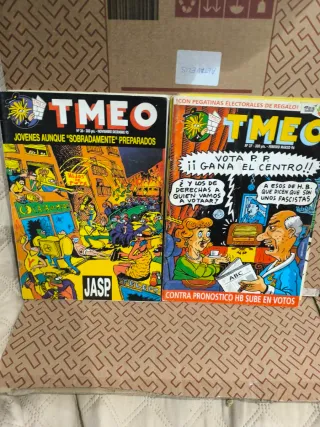 TMEO
JOVENES AUNQUE "SOBRADAMENTE" PREPARADOS
JASP.
¡CON PEGATINAS ELECTORALES DE REGALO!
TMEO
VOTA P.P.
¡¡GANA EL CENTRO!!
¿Y LOS DE
DERECHAS A
QUIEN VAMOS
A VOTAR?
A ESOS DE H.B.
QUE DICEN QUE SON
UNOS FASCISTAS
ABC
CONTRA PRONOSTICO HB SUBE EN VOTOS